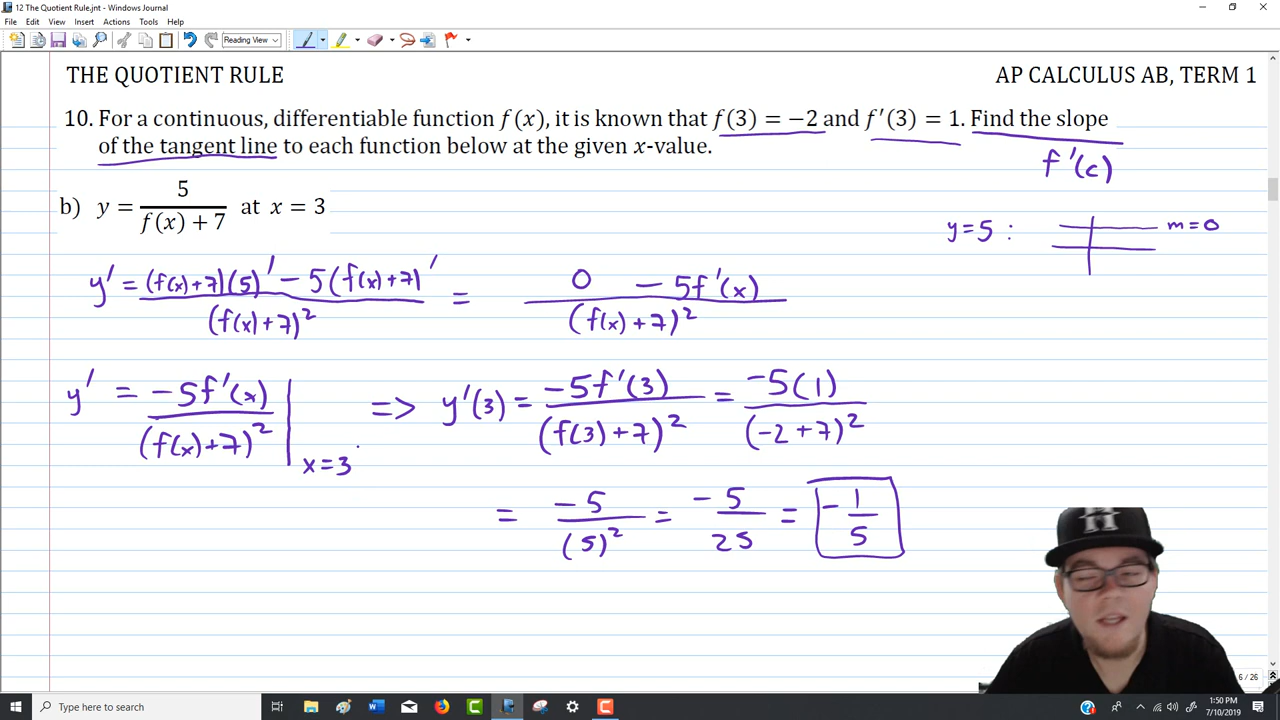 12 The Quotient Rule.jnt - Windows Journal
File Edit View Insert Actions Tools Help
Reading View
THE QUOTIENT RULE AP CALCULUS AB, TERM 1
10. For a continuous, differentiable function f(x), it is known that f(3) = −2 and f′(3) = 1. Find the slope
of the tangent line to each function below at the given x-value.
f'(c)
b) y = 5/(f(x) + 7) at x = 3
y=5 : m=0
y' = ((f(x)+7)(5)' − 5(f(x)+7)')/(f(x)+7)² = (0 − 5f'(x))/(f(x)+7)²
y' = −5f'(x)/(f(x)+7)² | x=3 => y'(3) = −5f'(3)/(f(3)+7)² = −5(1)/(−2+7)²
= −5/(5)² = −5/25 = −1/5
H
6 / 26
Type here to search
1:50 PM
7/10/2019